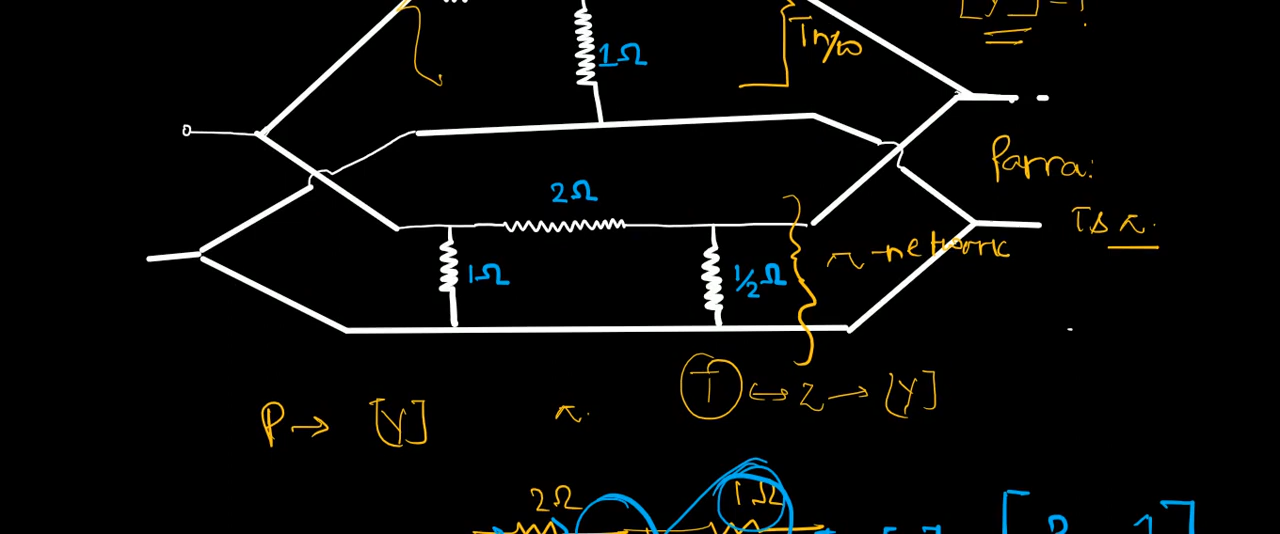 [Y] = ?
T n/w
1Ω
Parra:
2Ω
T & π.
π-network
1Ω
1/2Ω
T ↔ Z → [Y]
P → [Y]
π.
2Ω
1Ω